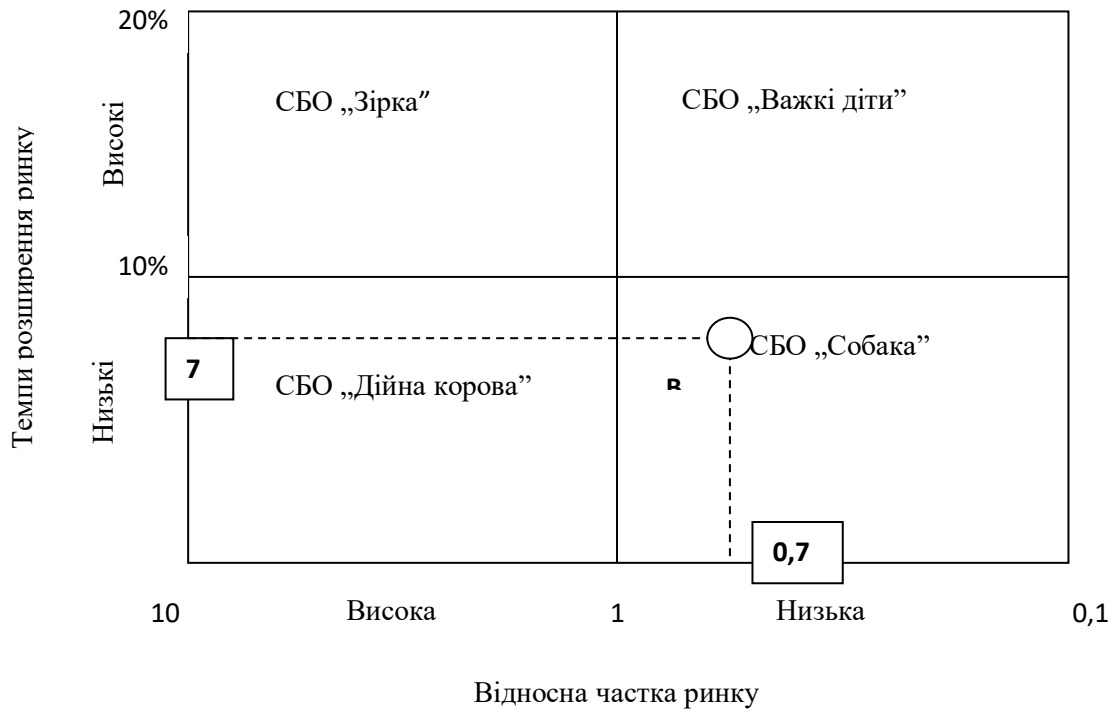 20%
СБО „Зірка”
СБО „Важкі діти”
Високі
Темпи розширення ринку
10%
7
СБО „Собака”
СБО „Дійна корова”
В
Низькі
0,7
10
Висока
1
Низька
0,1
Відносна частка ринку